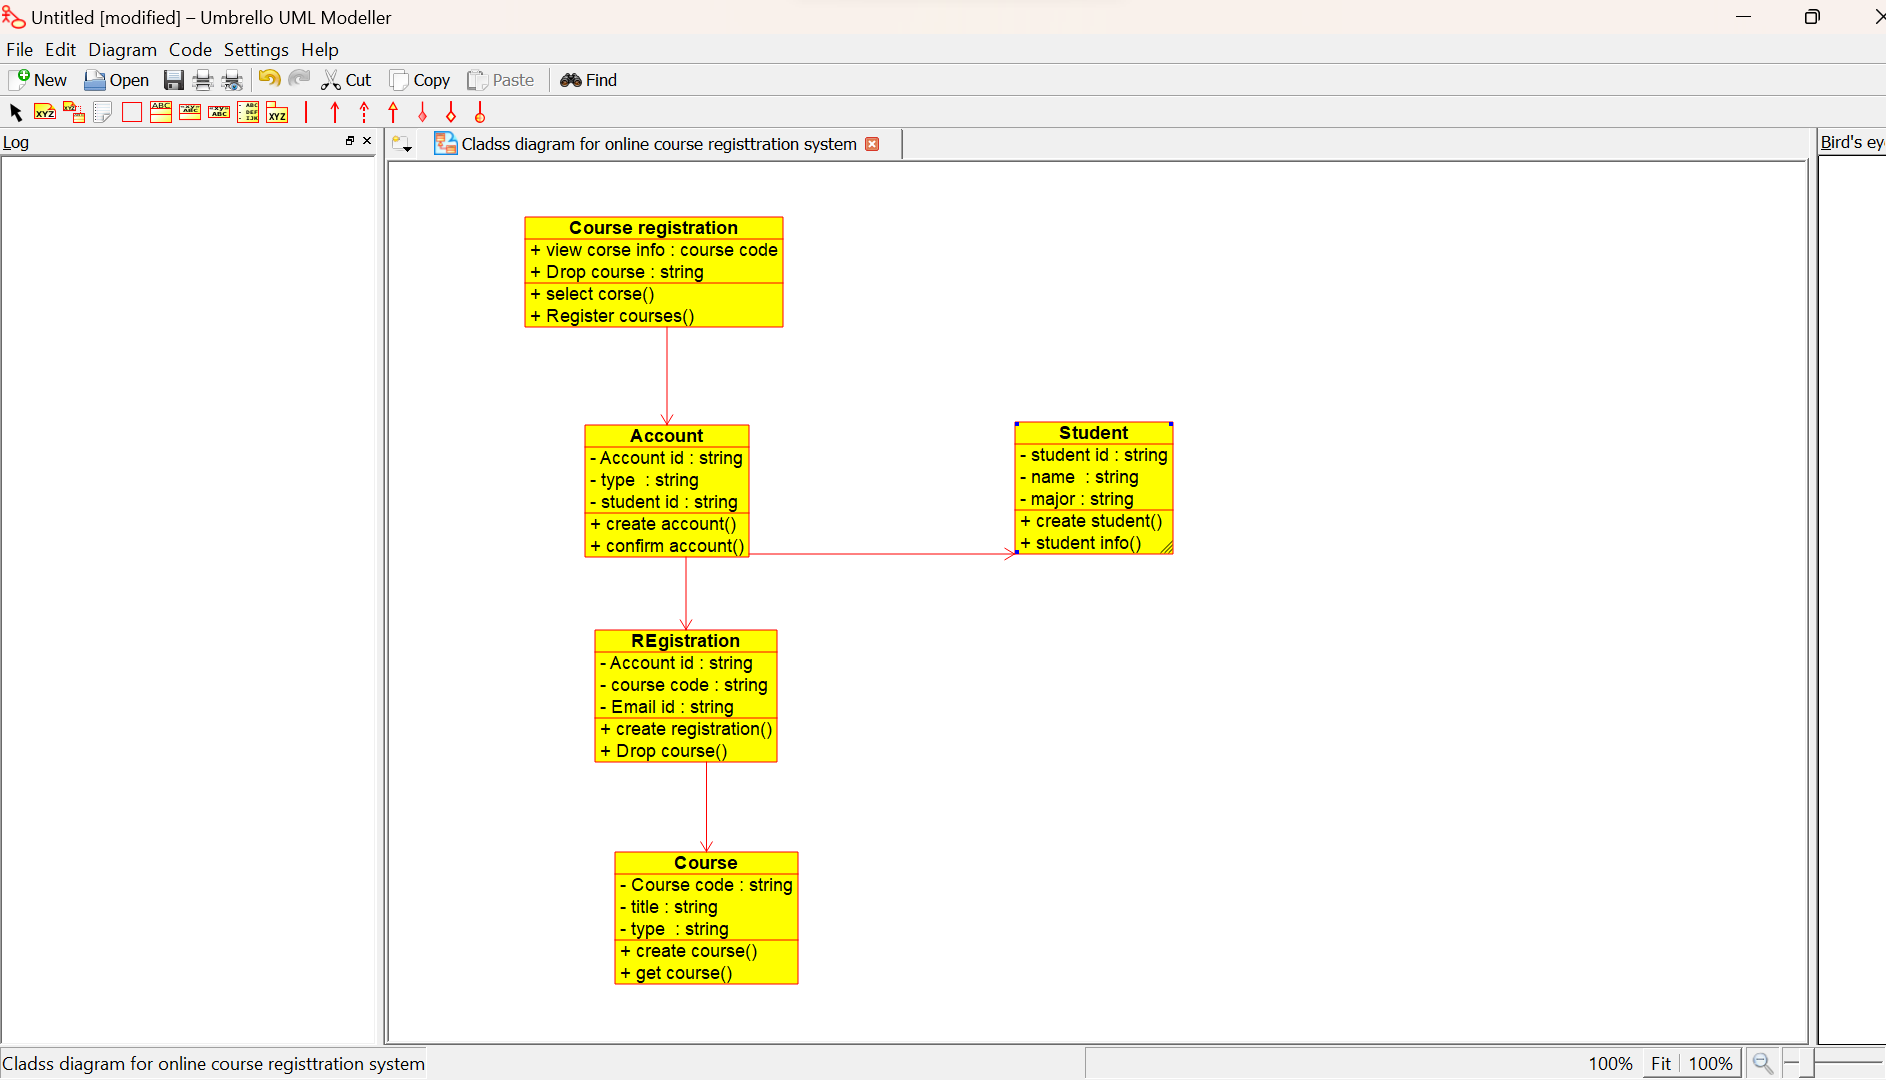 Untitled [modified] – Umbrello UML Modeller
File Edit Diagram Code Settings Help
New Open Cut Copy Paste Find
Log
Cladss diagram for online course registtration system
Bird's ey
Course registration
+ view corse info : course code
+ Drop course : string
+ select corse()
+ Register courses()
Account
- Account id : string
- type : string
- student id : string
+ create account()
+ confirm account()
Student
- student id : string
- name : string
- major : string
+ create student()
+ student info()
REgistration
- Account id : string
- course code : string
- Email id : string
+ create registration()
+ Drop course()
Course
- Course code : string
- title : string
- type : string
+ create course()
+ get course()
Cladss diagram for online course registtration system
100% Fit 100%